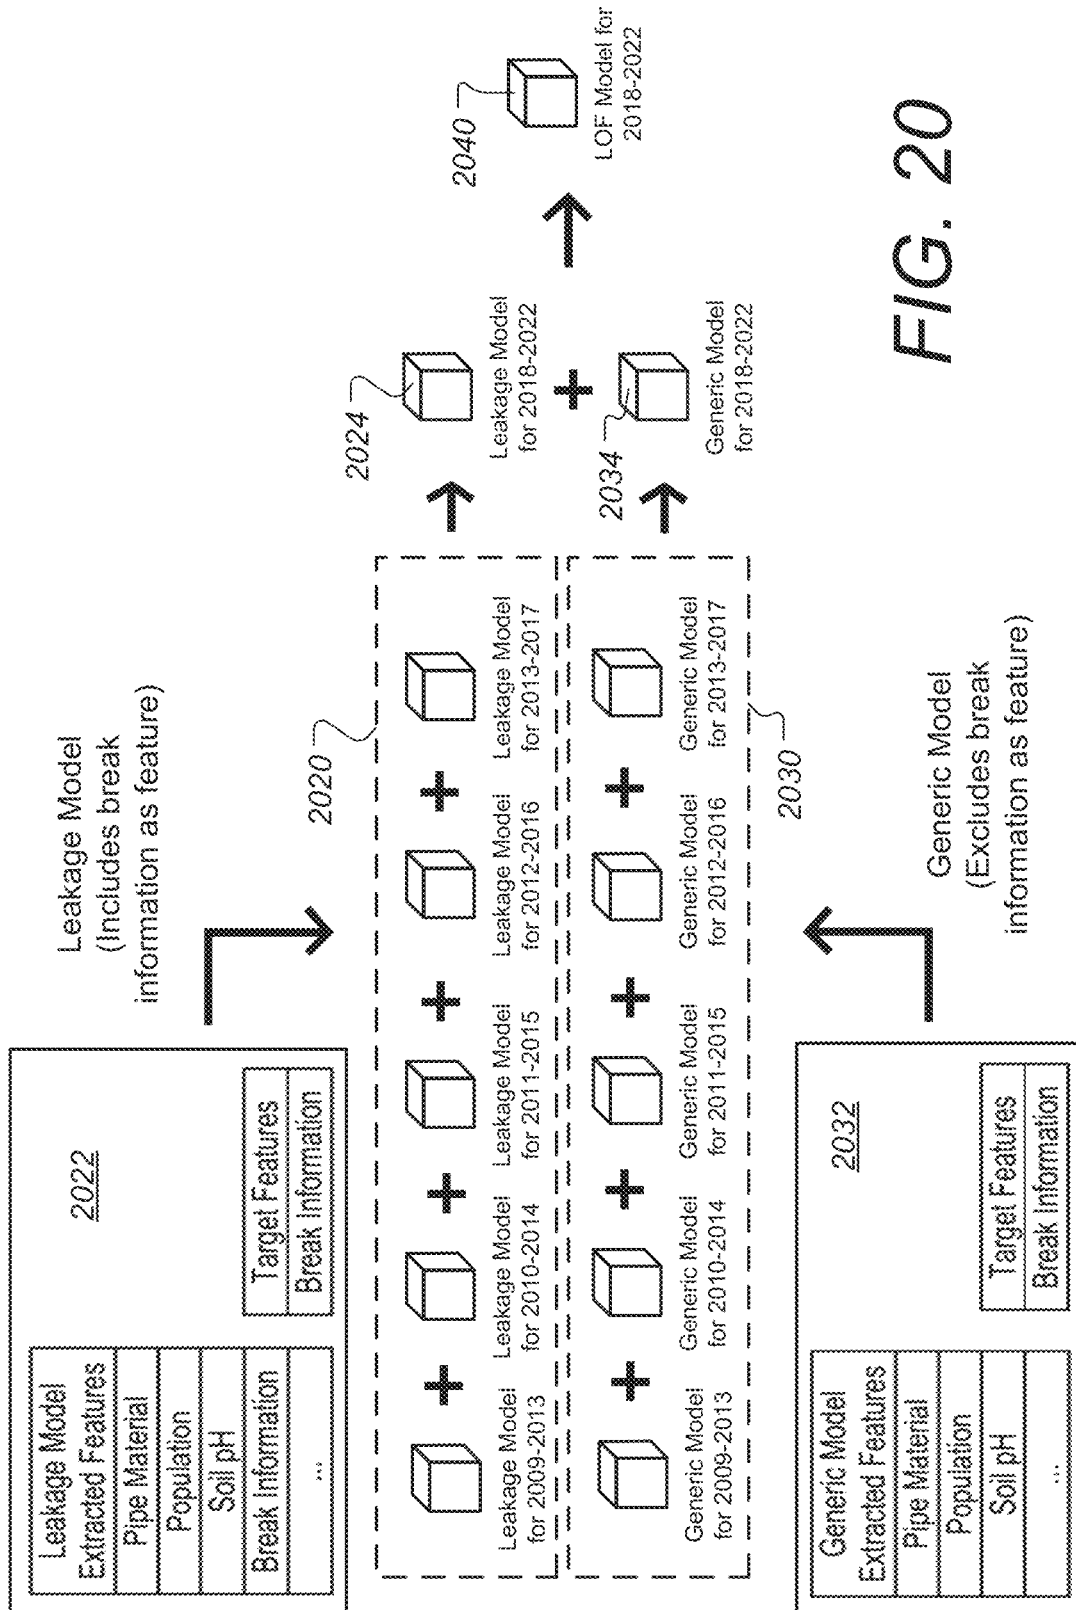 Leakage Model
Extracted Features
Pipe Material
Population
Soil pH
Break Information
...
2022
Target Features
Break Information
Leakage Model
(Includes break
information as feature)
2020
Leakage Model
for 2009-2013
+
Leakage Model
for 2010-2014
+
Leakage Model
for 2011-2015
+
Leakage Model
for 2012-2016
+
Leakage Model
for 2013-2017
2024
Leakage Model
for 2018-2022
+
Generic Model
for 2009-2013
+
Generic Model
for 2010-2014
+
Generic Model
for 2011-2015
+
Generic Model
for 2012-2016
+
Generic Model
for 2013-2017
2030
2034
Generic Model
for 2018-2022
2040
LOF Model for
2018-2022
Generic Model
Extracted Features
Pipe Material
Population
Soil pH
...
2032
Target Features
Break Information
Generic Model
(Excludes break
information as feature)
FIG. 20